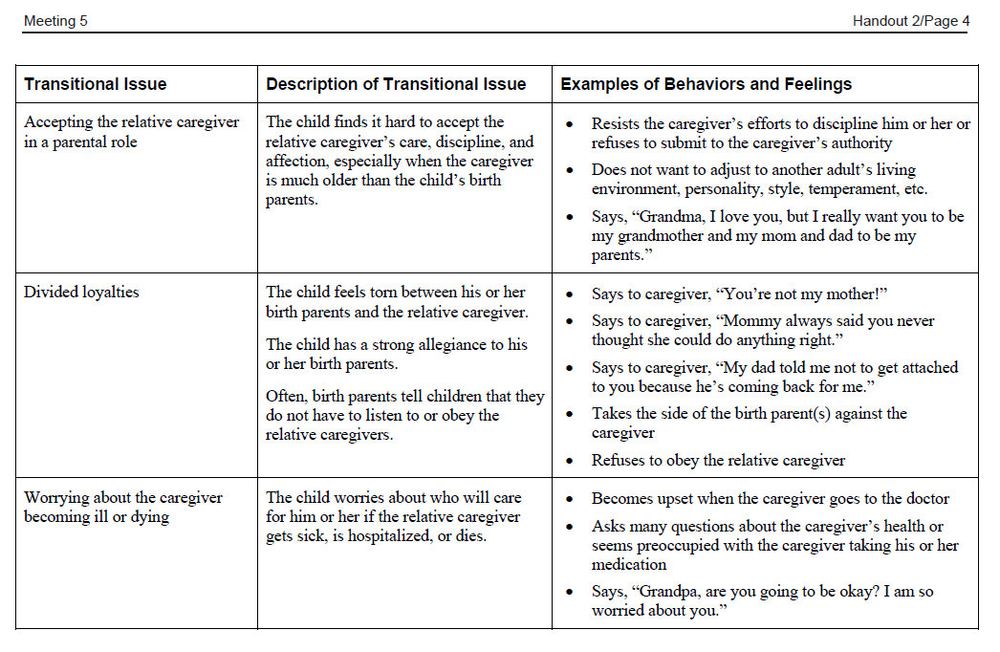 Meeting 5
Handout 2/Page 4
Transitional Issue
Description of Transitional Issue
Examples of Behaviors and Feelings
Accepting the relative caregiver
in a parental role
The child finds it hard to accept the
relative caregiver’s care, discipline, and
affection, especially when the caregiver
is much older than the child’s birth
parents.
• Resists the caregiver’s efforts to discipline him or her or
refuses to submit to the caregiver’s authority
• Does not want to adjust to another adult’s living
environment, personality, style, temperament, etc.
• Says, “Grandma, I love you, but I really want you to be
my grandmother and my mom and dad to be my
parents.”
Divided loyalties
The child feels torn between his or her
birth parents and the relative caregiver.
The child has a strong allegiance to his
or her birth parents.
Often, birth parents tell children that they
do not have to listen to or obey the
relative caregivers.
• Says to caregiver, “You’re not my mother!”
• Says to caregiver, “Mommy always said you never
thought she could do anything right.”
• Says to caregiver, “My dad told me not to get attached
to you because he’s coming back for me.”
• Takes the side of the birth parent(s) against the
caregiver
• Refuses to obey the relative caregiver
Worrying about the caregiver
becoming ill or dying
The child worries about who will care
for him or her if the relative caregiver
gets sick, is hospitalized, or dies.
• Becomes upset when the caregiver goes to the doctor
• Asks many questions about the caregiver’s health or
seems preoccupied with the caregiver taking his or her
medication
• Says, “Grandpa, are you going to be okay? I am so
worried about you.”